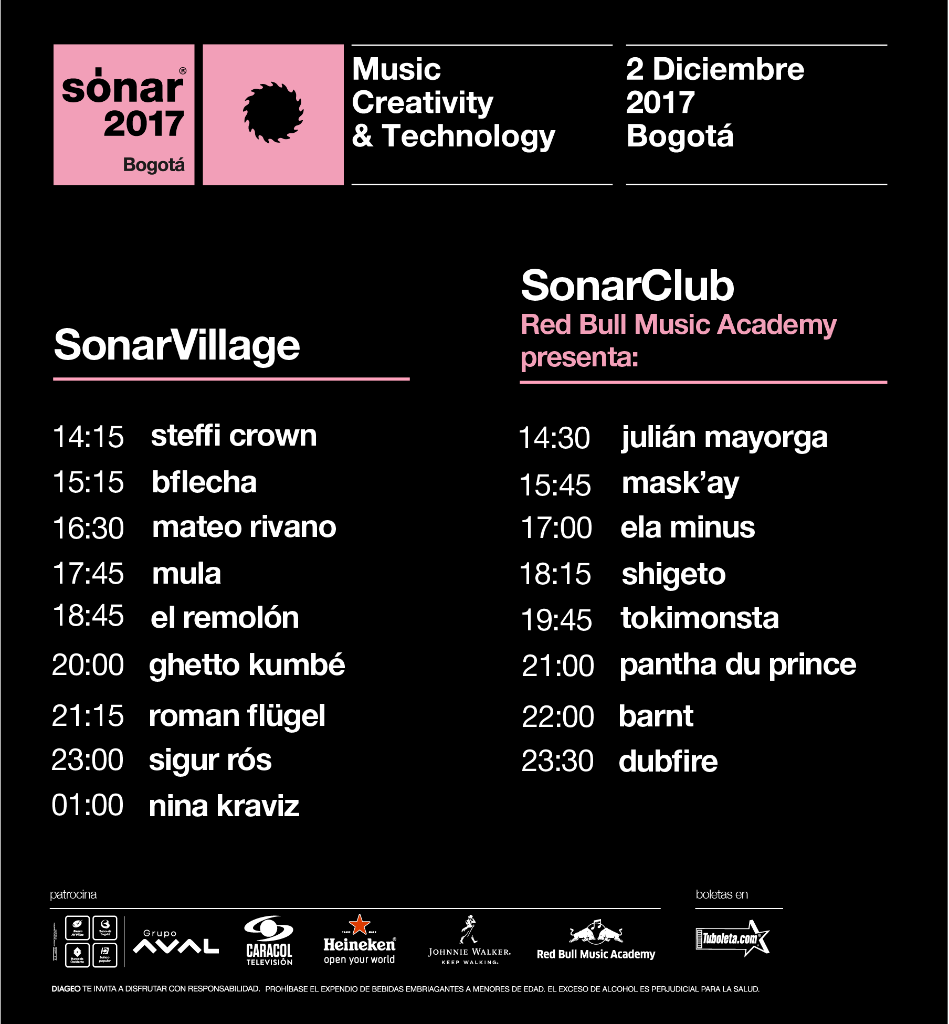 sónar®
2017
Bogotá
Music
Creativity
& Technology
2 Diciembre
2017
Bogotá
SonarVillage
14:15 steffi crown
15:15 bflecha
16:30 mateo rivano
17:45 mula
18:45 el remolón
20:00 ghetto kumbé
21:15 roman flügel
23:00 sigur rós
01:00 nina kraviz
SonarClub
Red Bull Music Academy
presenta:
14:30 julián mayorga
15:45 mask’ay
17:00 ela minus
18:15 shigeto
19:45 tokimonsta
21:00 pantha du prince
22:00 barnt
23:30 dubfire
patrocina
Grupo
AVAL
CARACOL
TELEVISIÓN
Heineken®
open your world
JOHNNIE WALKER.
KEEP WALKING.
Red Bull Music Academy
boletas en
Tuboleta.com
DIAGEO TE INVITA A DISFRUTAR CON RESPONSABILIDAD. PROHÍBASE EL EXPENDIO DE BEBIDAS EMBRIAGANTES A MENORES DE EDAD. EL EXCESO DE ALCOHOL ES PERJUDICIAL PARA LA SALUD.